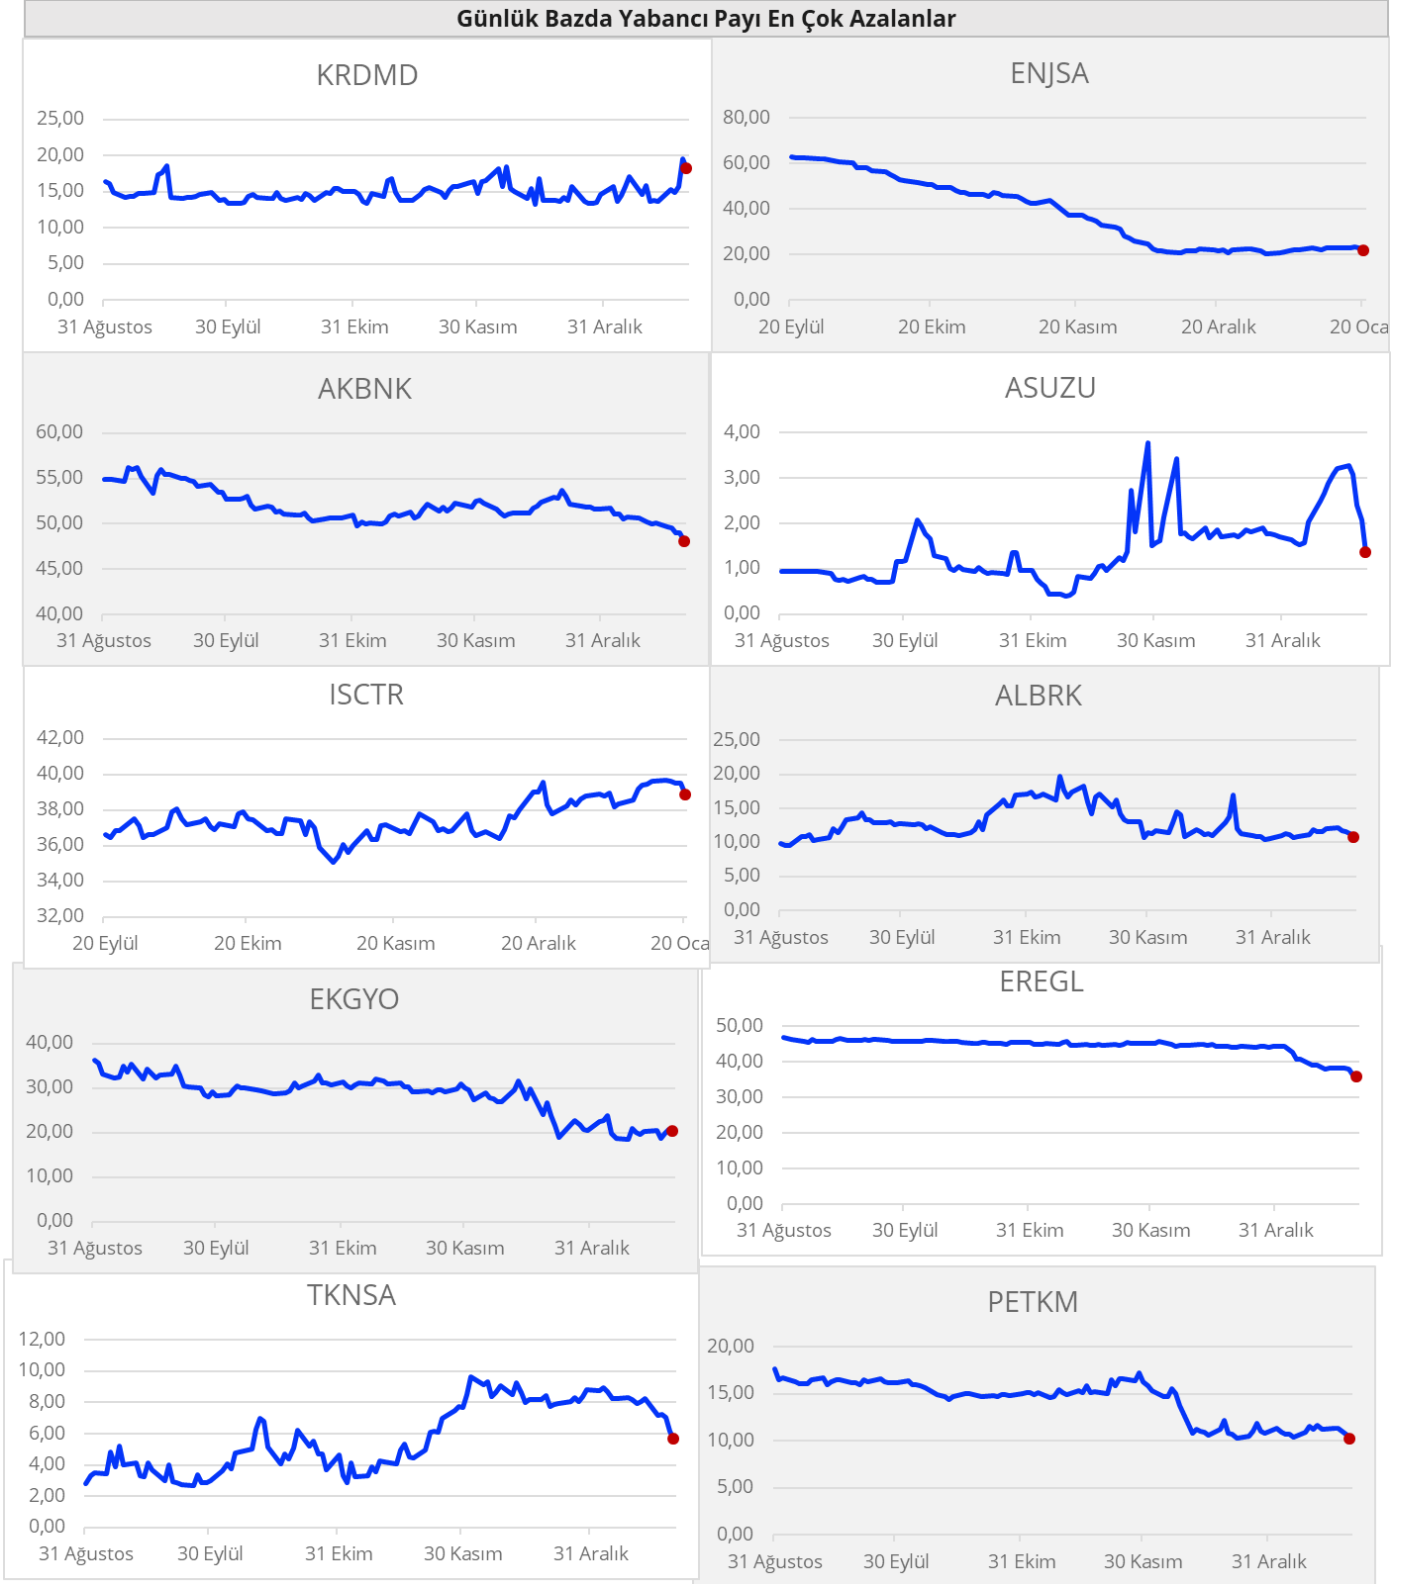 Günlük Bazda Yabancı Payı En Çok Azalanlar
KRDMD
25,00
20,00
15,00
10,00
5,00
0,00
31 Ağustos 30 Eylül 31 Ekim 30 Kasım 31 Aralık
ENJSA
80,00
60,00
40,00
20,00
0,00
20 Eylül 20 Ekim 20 Kasım 20 Aralık 20 Oca
AKBNK
60,00
55,00
50,00
45,00
40,00
31 Ağustos 30 Eylül 31 Ekim 30 Kasım 31 Aralık
ASUZU
4,00
3,00
2,00
1,00
0,00
31 Ağustos 30 Eylül 31 Ekim 30 Kasım 31 Aralık
ISCTR
42,00
40,00
38,00
36,00
34,00
32,00
20 Eylül 20 Ekim 20 Kasım 20 Aralık 20 Oca
ALBRK
25,00
20,00
15,00
10,00
5,00
0,00
31 Ağustos 30 Eylül 31 Ekim 30 Kasım 31 Aralık
EKGYO
40,00
30,00
20,00
10,00
0,00
31 Ağustos 30 Eylül 31 Ekim 30 Kasım 31 Aralık
EREGL
50,00
40,00
30,00
20,00
10,00
0,00
31 Ağustos 30 Eylül 31 Ekim 30 Kasım 31 Aralık
TKNSA
12,00
10,00
8,00
6,00
4,00
2,00
0,00
31 Ağustos 30 Eylül 31 Ekim 30 Kasım 31 Aralık
PETKM
20,00
15,00
10,00
5,00
0,00
31 Ağustos 30 Eylül 31 Ekim 30 Kasım 31 Aralık